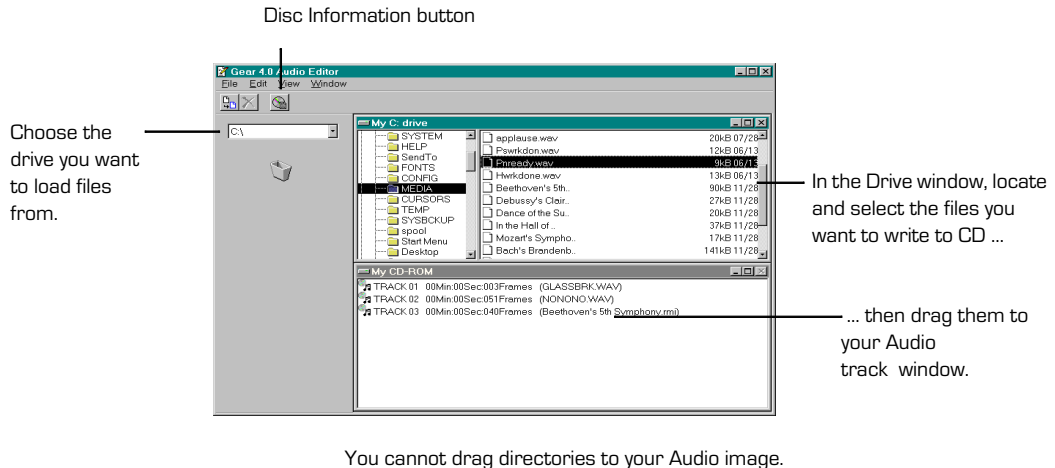 Disc Information button
Gear 4.0 Audio Editor
File Edit View Window
Choose the
drive you want
to load files
from.
C:\
My C: drive
SYSTEM
HELP
SendTo
FONTS
CONFIG
MEDIA
CURSORS
TEMP
SYSBCKUP
spool
Start Menu
Desktop
applause.wav 20kB 07/28
Pswrkdon.wav 12kB 06/13
Pnready.wav 9kB 06/13
Hwrkdone.wav 13kB 06/13
Beethoven's 5th.. 90kB 11/28
Debussy's Clair.. 27kB 11/28
Dance of the Su.. 20kB 11/28
In the Hall of .. 37kB 11/28
Mozart's Sympho.. 17kB 11/28
Bach's Brandenb.. 141kB 11/28
In the Drive window, locate
and select the files you
want to write to CD ...
My CD-ROM
TRACK 01 00Min:00Sec:003Frames (GLASSBRK.WAV)
TRACK 02 00Min:00Sec:051Frames (NONONO.WAV)
TRACK 03 00Min:00Sec:040Frames (Beethoven's 5th Symphony.rmi)
... then drag them to
your Audio
track window.
You cannot drag directories to your Audio image.